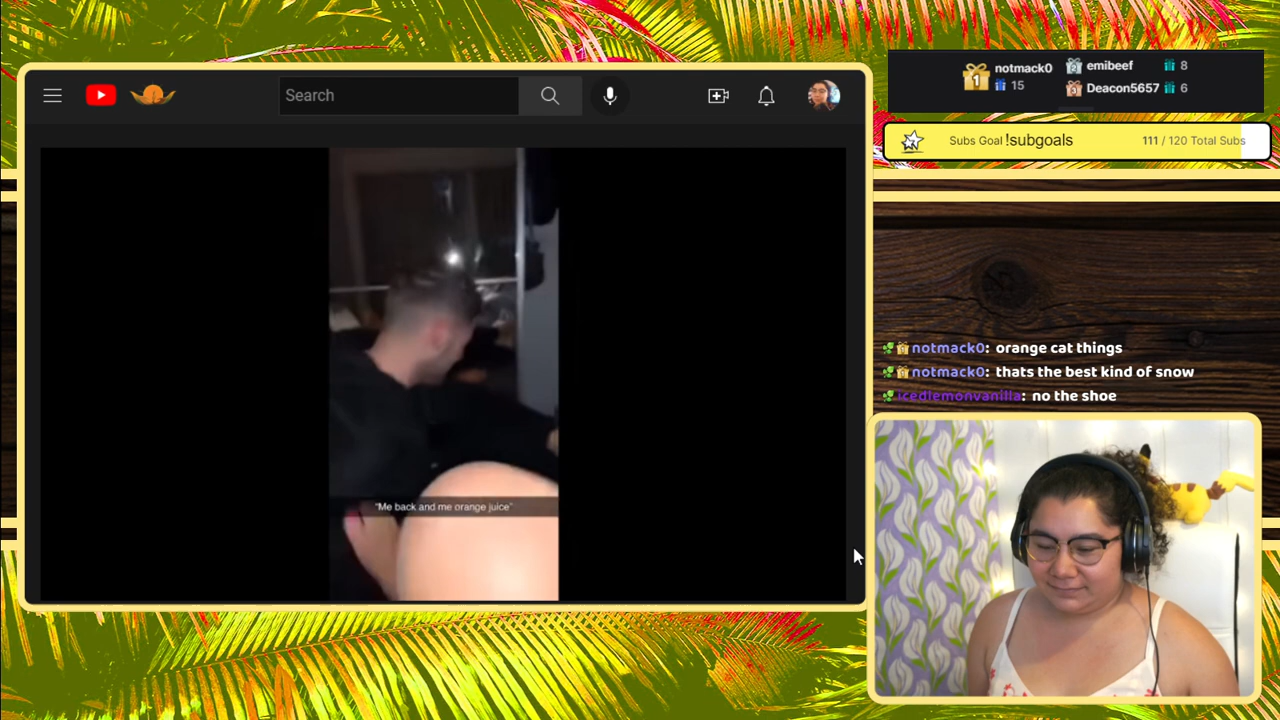 Search
notmack0
15
emibeef
8
Deacon5657
6
Subs Goal !subgoals
111 / 120 Total Subs
notmack0: orange cat things
notmack0: thats the best kind of snow
icedlemonvanilla: no the shoe
"Me back and me orange juice"